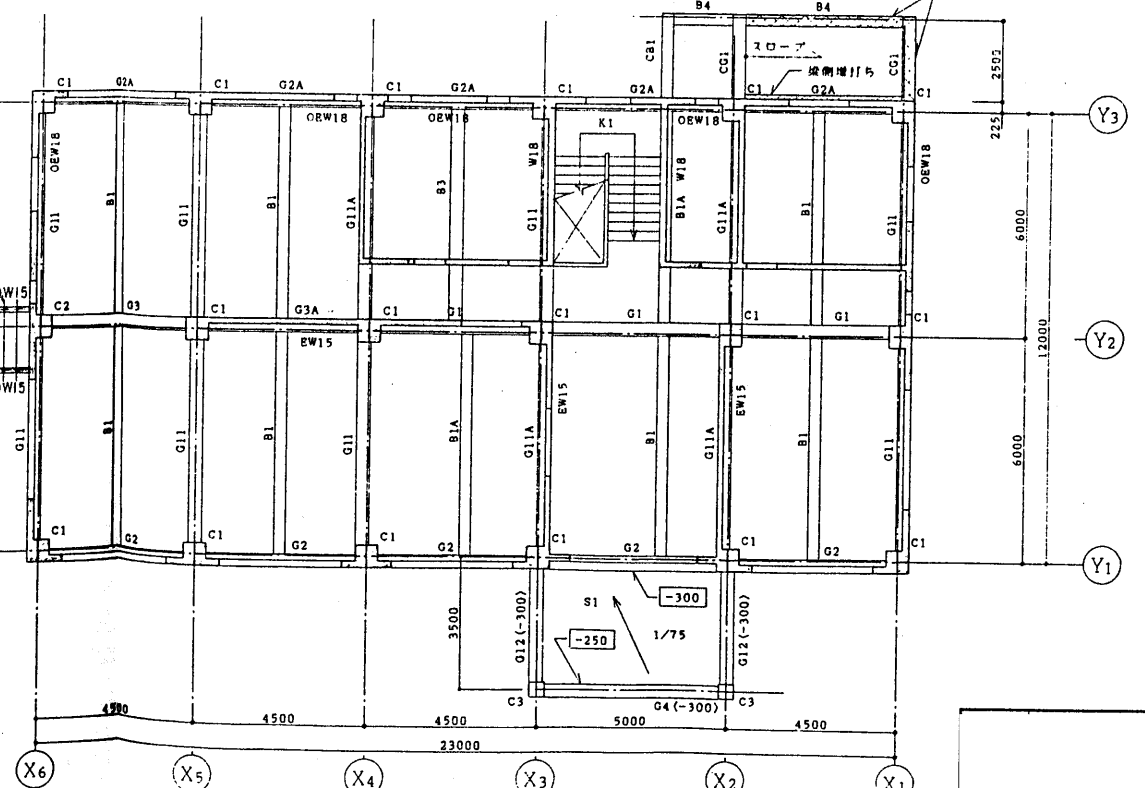 B4
B4
CB1
CG1
スロープ
CG1
梁側増打ち
2500
225
C1
G2A
C1
G2A
C1
G2A
C1
G2A
C1
G2A
C1
Y3
OEW18
OEW18
OEW18
K1
OEW18
W18
W18
OEW18
G11
B1
G11
B1
G11A
B3
G11
B1A
G11A
B1
G11
6000
12000
W15
C2
G3
C1
G3A
C1
G1
C1
G1
C1
G1
C1
Y2
EW15
W15
EW15
EW15
G11
B1
G11
B1
G11
B1A
G11A
B1
G11A
B1
G11
6000
C1
G2
C1
G2
C1
G2
C1
G2
C1
G2
C1
Y1
3500
G12(-300)
S1
-300
-250
1/75
G12(-300)
C3
G4(-300)
C3
4500
4500
4500
5000
4500
23000
X6
X5
X4
X3
X2
X1